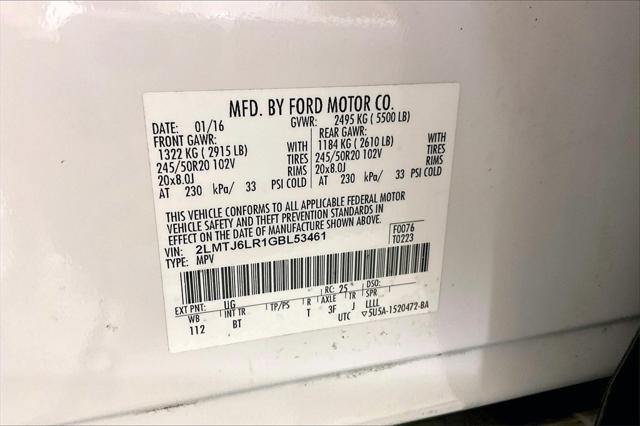 MFD. BY FORD MOTOR CO.
DATE: 01/16 GVWR: 2495 KG ( 5500 LB)
FRONT GAWR: REAR GAWR:
1322 KG ( 2915 LB) WITH 1184 KG ( 2610 LB) WITH
245/50R20 102V TIRES 245/50R20 102V TIRES
20x8.0J RIMS 20x8.0J RIMS
AT 230 kPa/ 33 PSI COLD AT 230 kPa/ 33 PSI COLD
THIS VEHICLE CONFORMS TO ALL APPLICABLE FEDERAL MOTOR
VEHICLE SAFETY AND THEFT PREVENTION STANDARDS IN
EFFECT ON THE DATE OF MANUFACTURE SHOWN ABOVE.
VIN: 2LMTJ6LR1GBL53461 F0076
TYPE: MPV T0223
RC: 25 DSO:
EXT PNT: UG
WB INT TR TP/PS R AXLE TR SPR
112 BT T 3F J LLLL
UTC ▽5U5A-1520472-BA